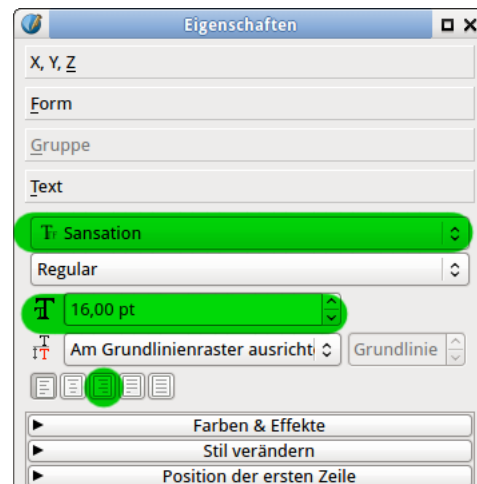 Eigenschaften
X, Y, Z
Form
Gruppe
Text
Sansation
Regular
16,00 pt
Am Grundlinienraster ausricht Grundlinie
Farben & Effekte
Stil verändern
Position der ersten Zeile